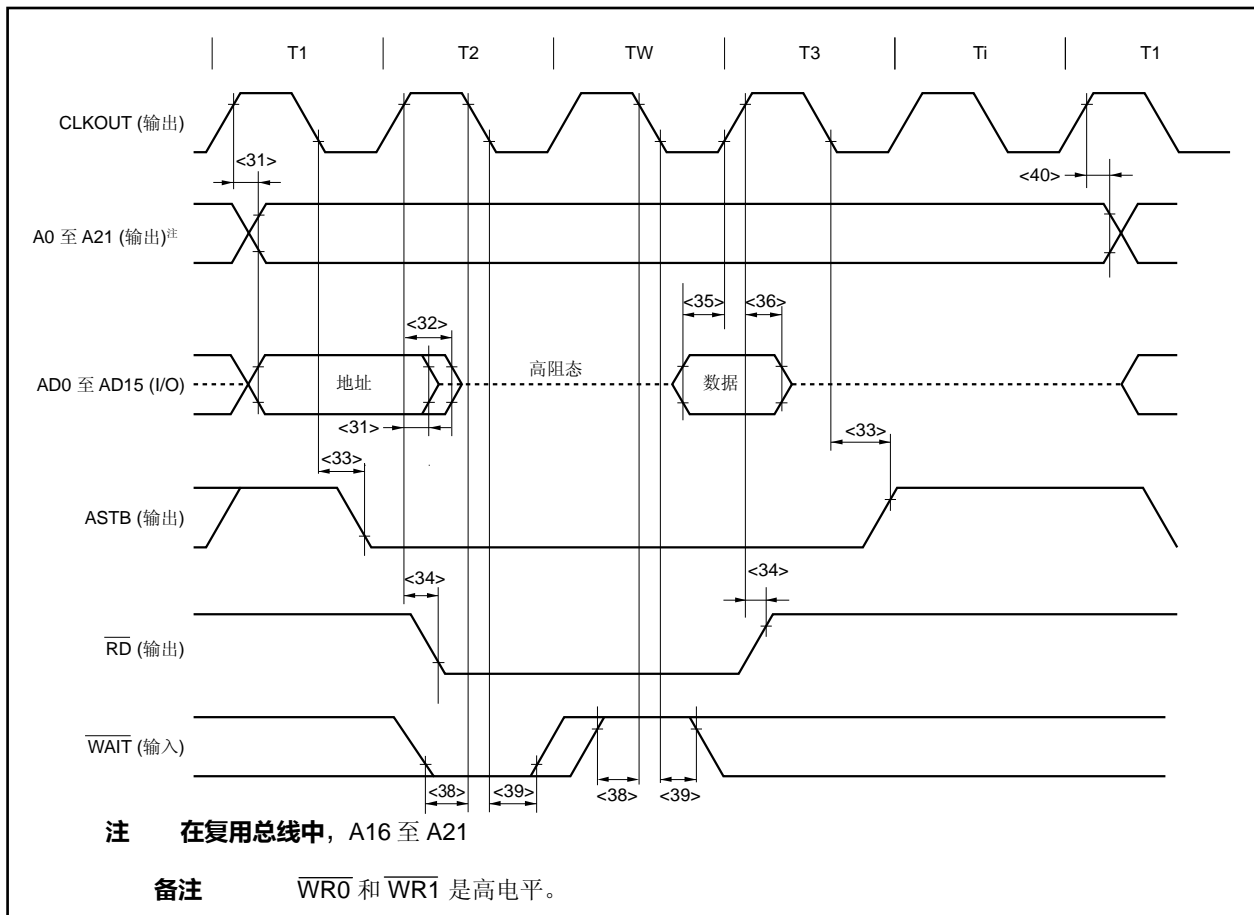 T1 T2 TW T3 Ti T1
CLKOUT (输出)
<31>
<40>
A0 至 A21 (输出)注
<35> <36>
<32>
高阻态
AD0 至 AD15 (I/O)
地址
数据
<31>
<33>
<33>
ASTB (输出)
<34>
<34>
RD (输出)
WAIT (输入)
<38> <39> <38> <39>
注 在复用总线中，A16 至 A21
备注 WR0 和 WR1 是高电平。